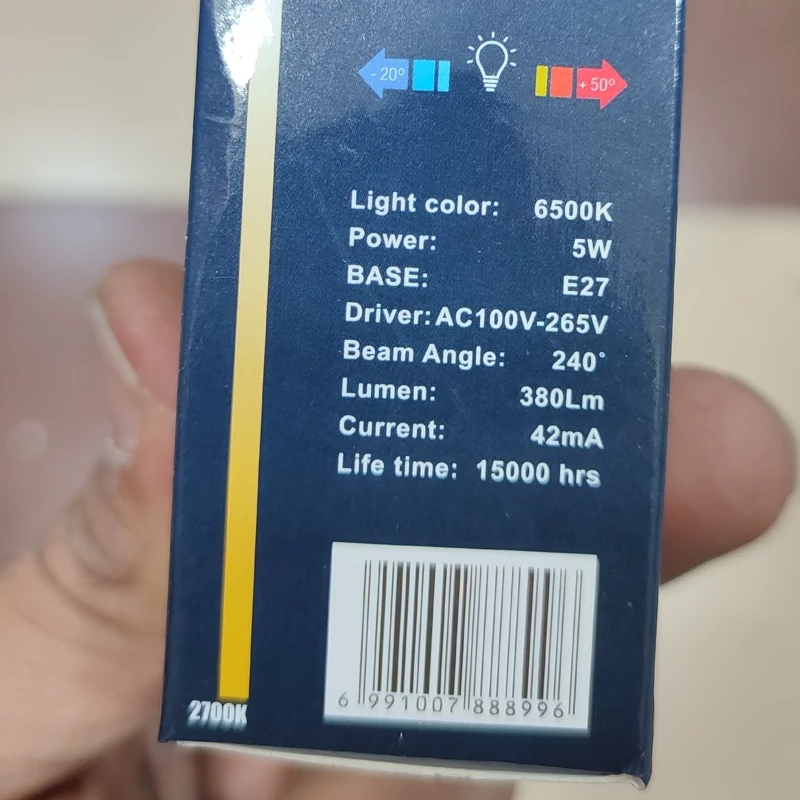 - 20° + 50°
Light color: 6500K
Power: 5W
BASE: E27
Driver: AC100V-265V
Beam Angle: 240°
Lumen: 380Lm
Current: 42mA
Life time: 15000 hrs
2700K
6 991007 888996